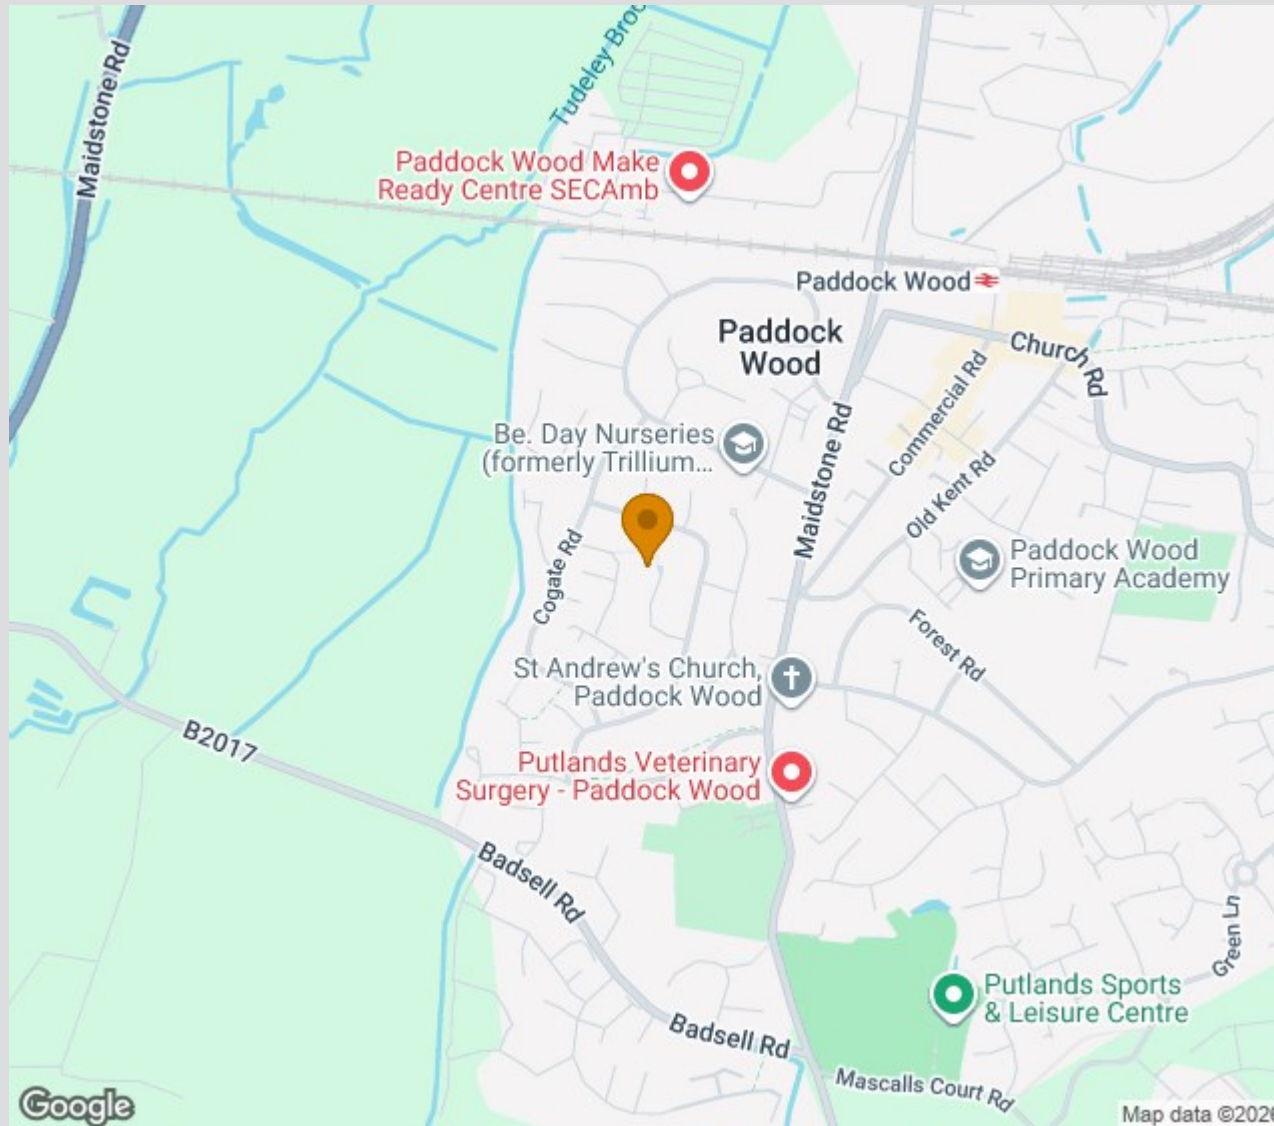 Maidstone Rd
Tudeley Broo
Paddock Wood Make
Ready Centre SECAmb
Paddock Wood
Paddock
Wood
Church Rd
Commercial Rd
Be. Day Nurseries
(formerly Trillium...
Maidstone Rd
Old Kent Rd
Cogate Rd
Paddock Wood
Primary Academy
Forest Rd
St Andrew's Church,
Paddock Wood
B2017
Putlands Veterinary
Surgery - Paddock Wood
Badsell Rd
Green Ln
Putlands Sports
& Leisure Centre
Badsell Rd
Mascalls Court Rd
Google
Map data ©2026